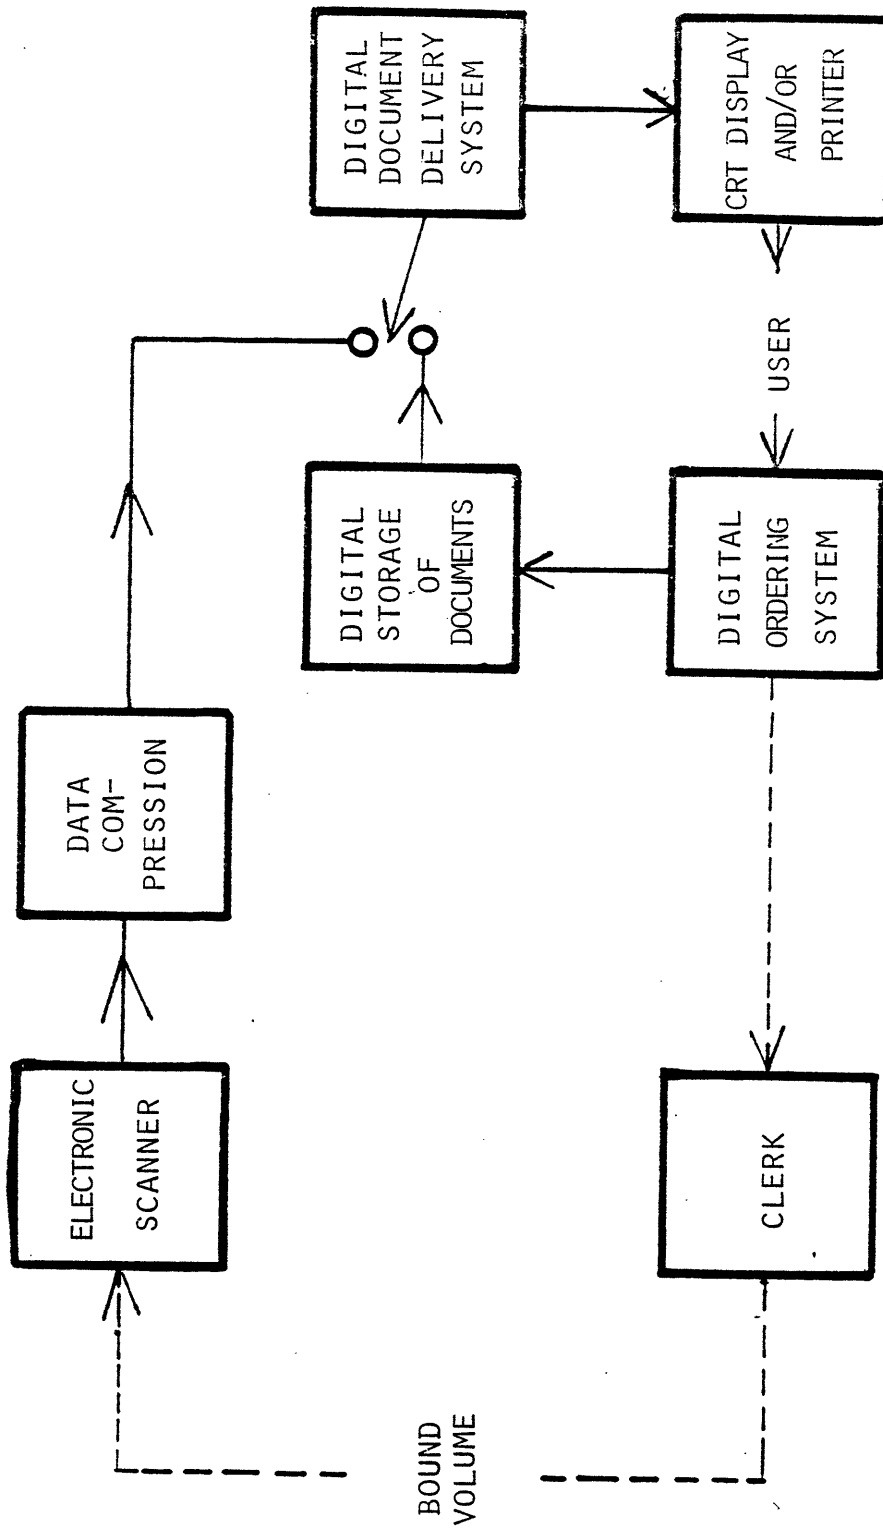 ELECTRONIC
SCANNER
DATA
COM-
PRESSION
DIGITAL
DOCUMENT
DELIVERY
SYSTEM
DIGITAL
STORAGE
OF
DOCUMENTS
BOUND
VOLUME
CLERK
DIGITAL
ORDERING
SYSTEM
USER
CRT DISPLAY
AND/OR
PRINTER